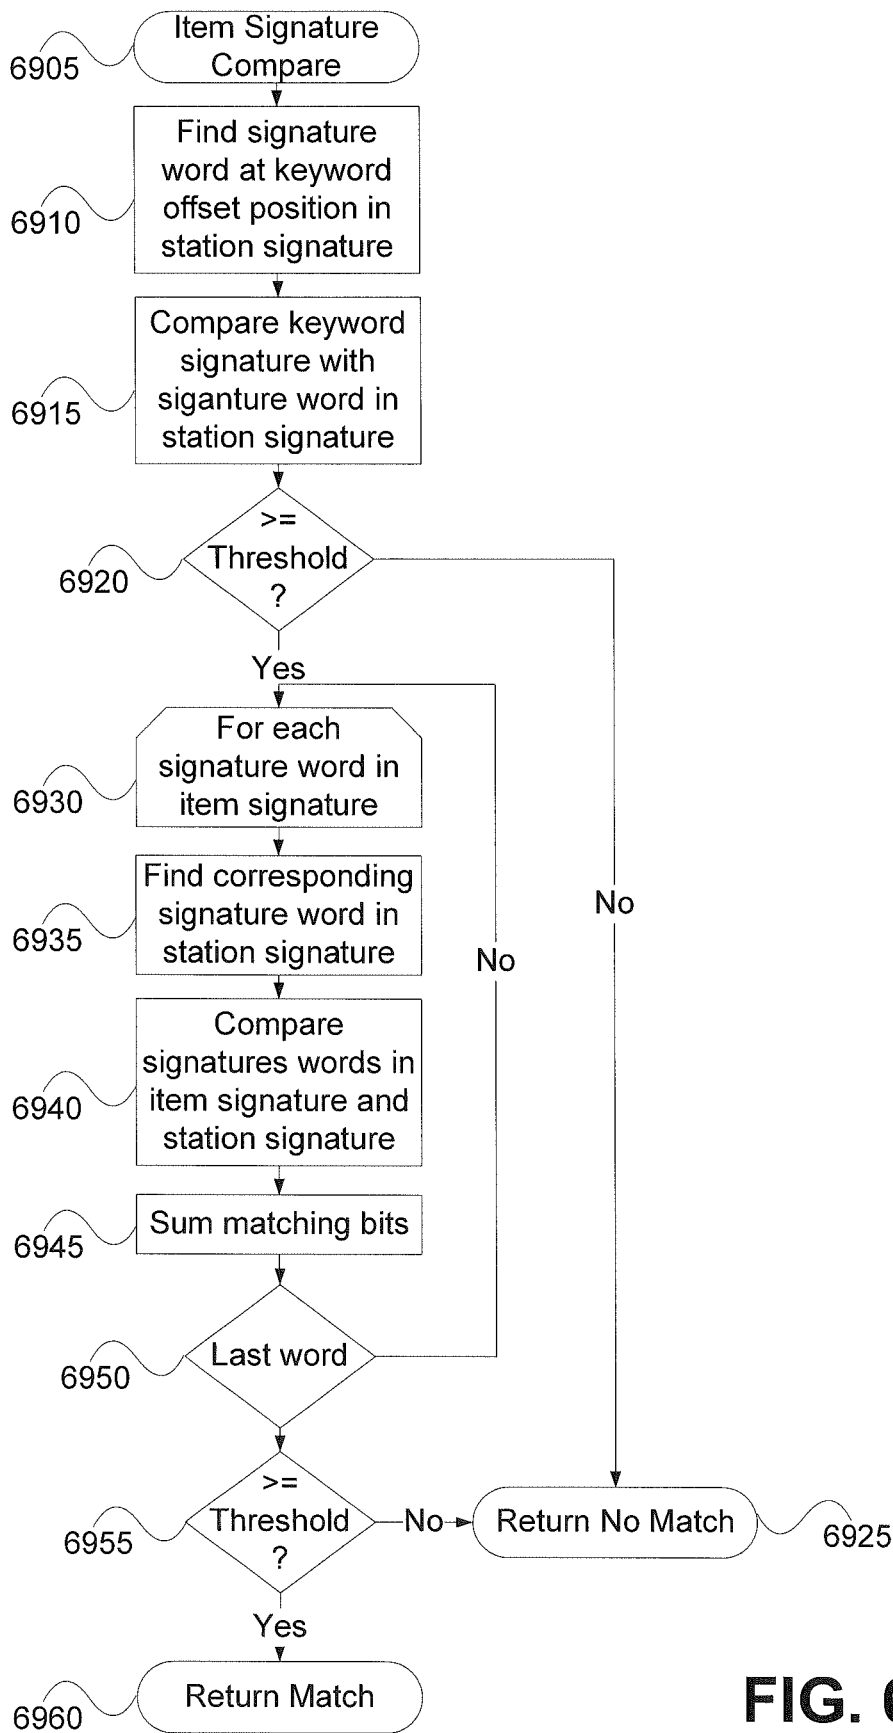 Item Signature
Compare
6905
Find signature
word at keyword
offset position in
station signature
6910
Compare keyword
signature with
siganture word in
station signature
6915
>=
Threshold
?
6920
Yes
For each
signature word in
item signature
6930
No
Find corresponding
signature word in
station signature
6935
No
Compare
signatures words in
item signature and
station signature
6940
Sum matching bits
6945
Last word
6950
>=
Threshold
?
6955
No
Return No Match
6925
Yes
Return Match
6960
FIG.